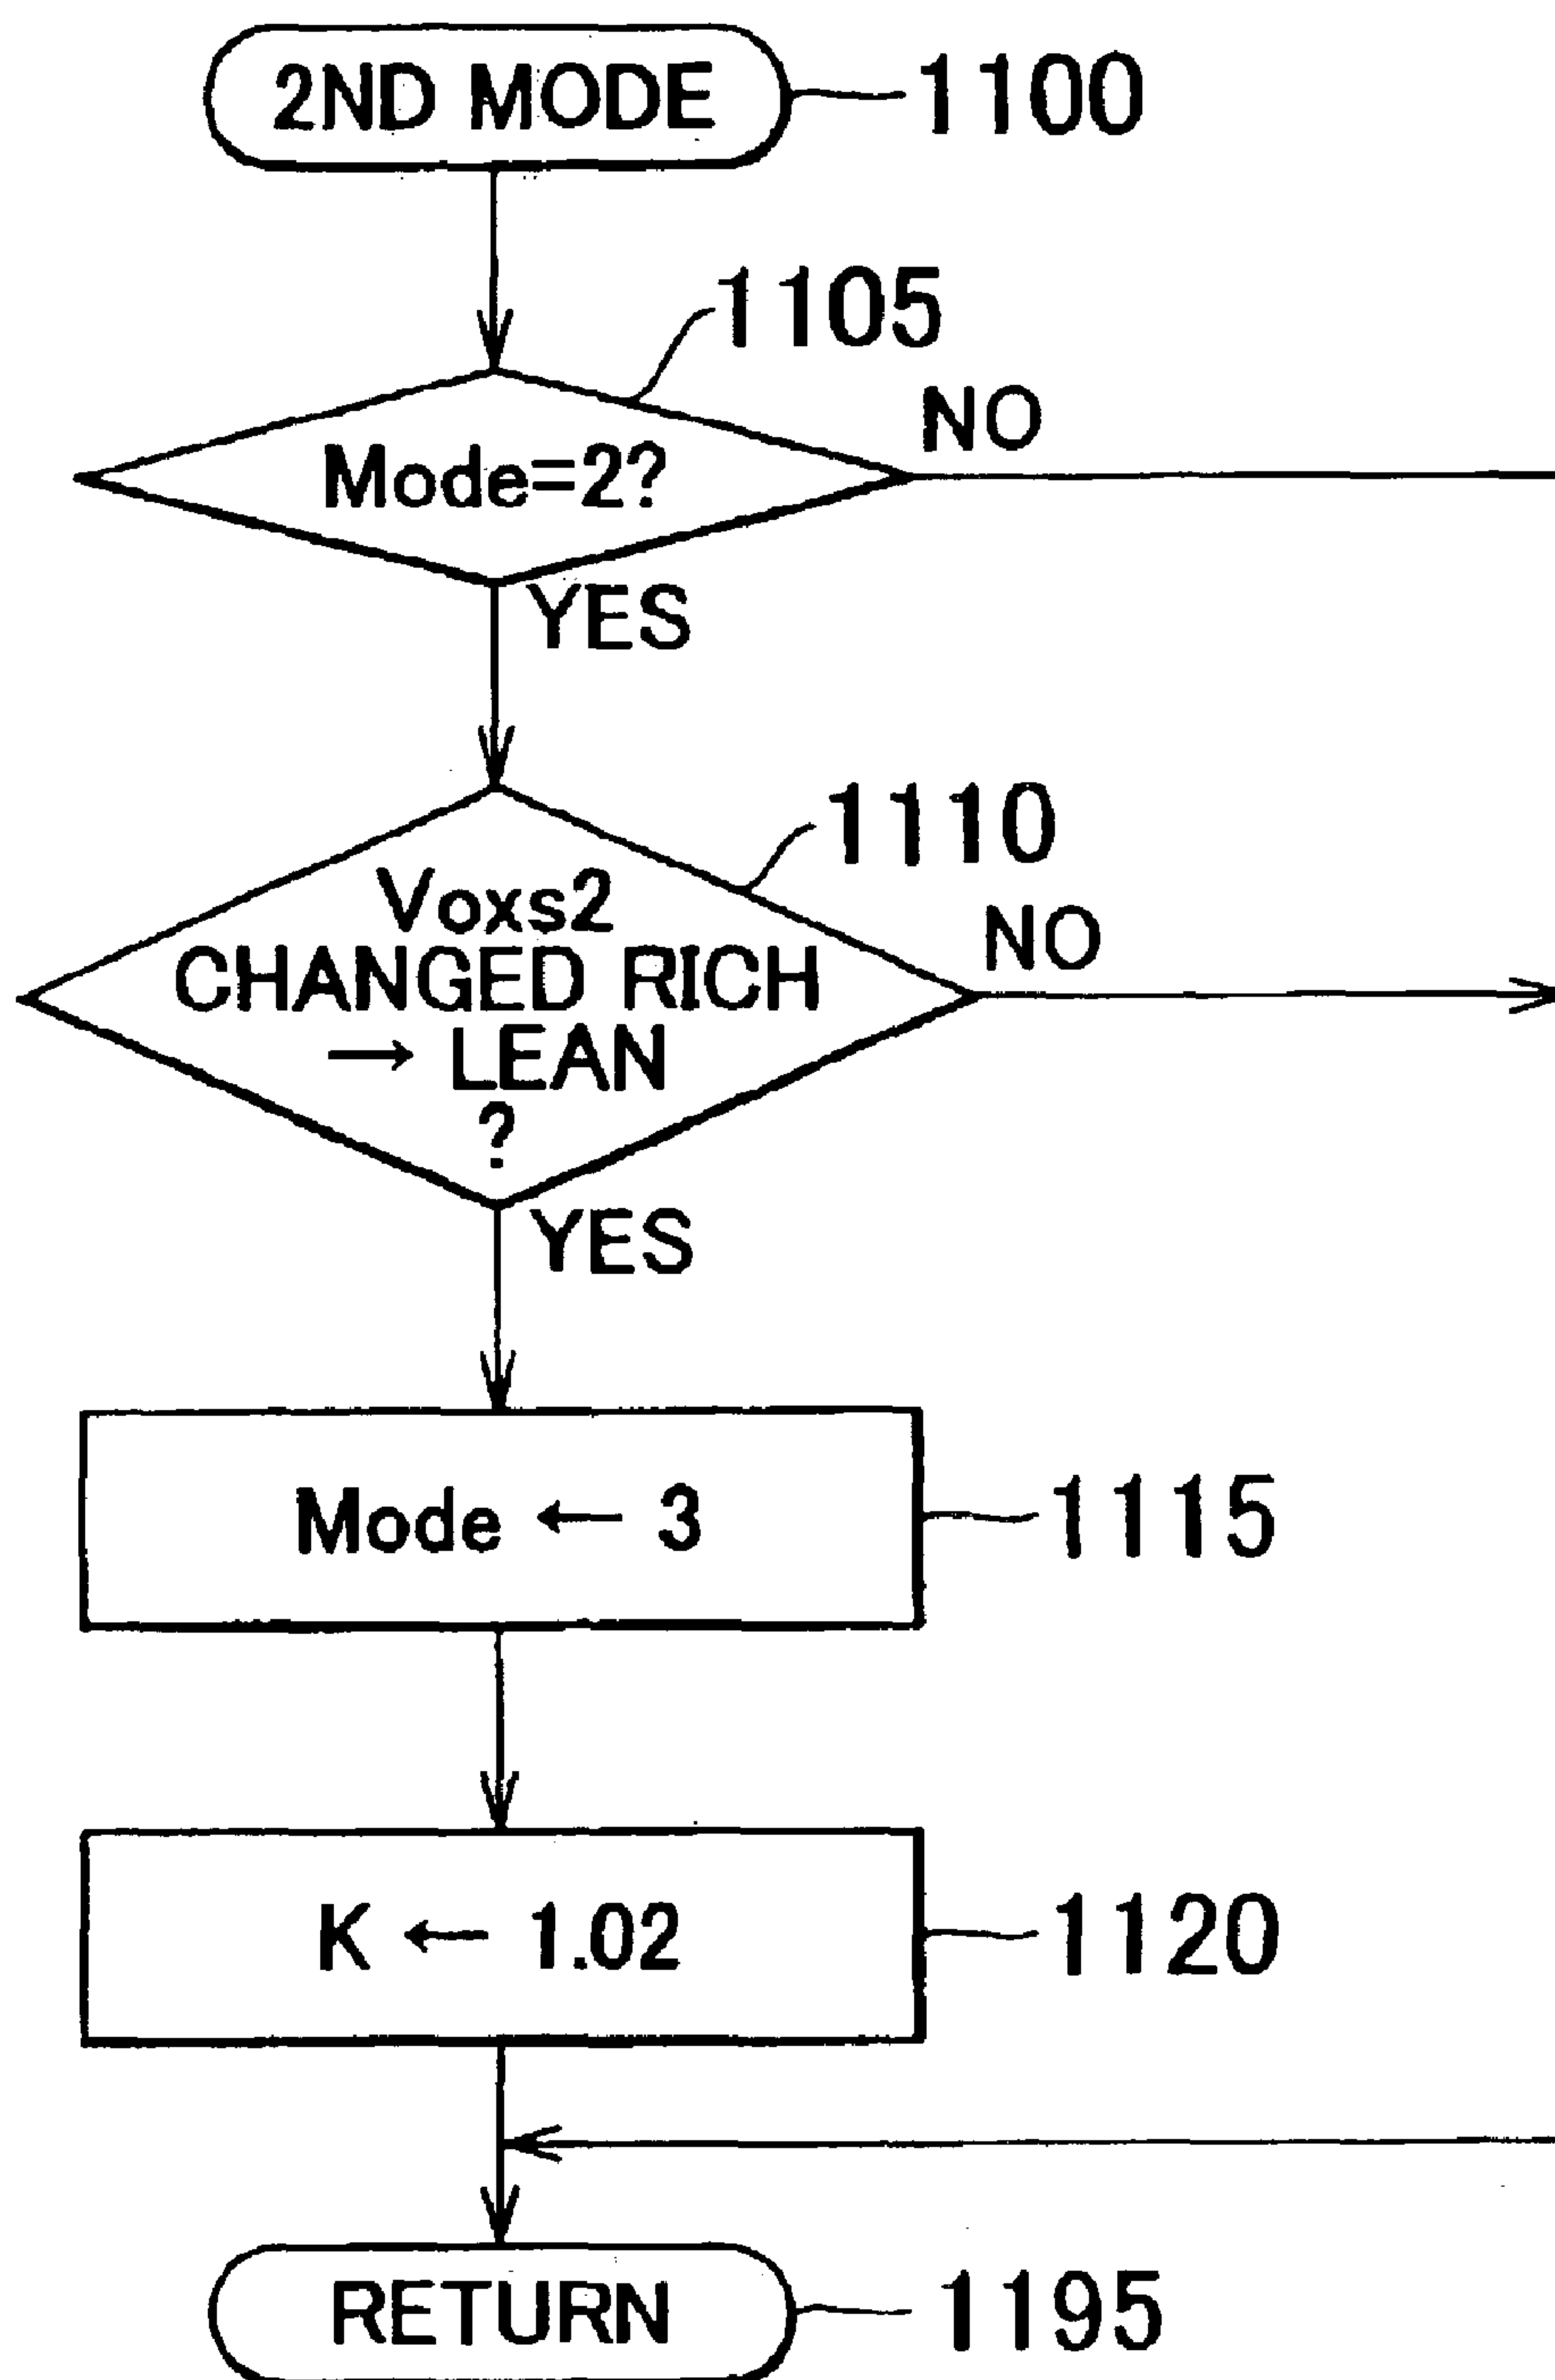 2ND MODE
1100
1105
Mode=2?
NO
YES
1110
Voxs2
CHANGED RICH
→ LEAN
?
NO
YES
Mode ← 3
1115
K ← 1.02
1120
RETURN
1195